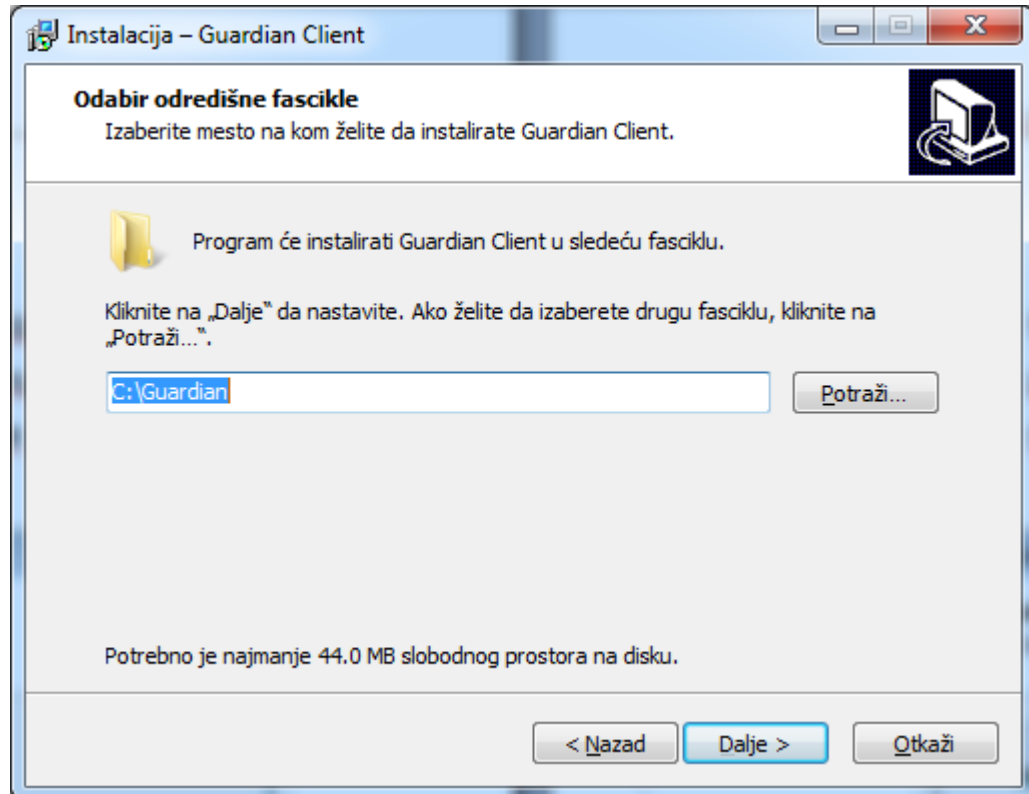 Instalacija – Guardian Client
Odabir odredišne fascikle
Izaberite mesto na kom želite da instalirate Guardian Client.
Program će instalirati Guardian Client u sledeću fasciklu.
Kliknite na „Dalje“ da nastavite. Ako želite da izaberete drugu fasciklu, kliknite na
„Potraži...“.
C:\Guardian
Potraži...
Potrebno je najmanje 44.0 MB slobodnog prostora na disku.
< Nazad
Dalje >
Otkaži